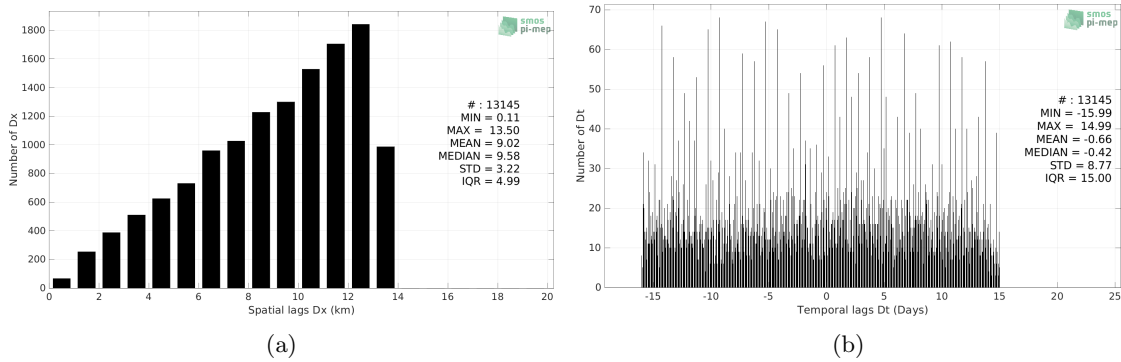 1800
1600
1400
1200
1000
800
600
400
200
0
Number of Dx
0 2 4 6 8 10 12 14 16 18 20
Spatial lags Dx (km)
smos
pi-mep
# : 13145
MIN = 0.11
MAX = 13.50
MEAN = 9.02
MEDIAN = 9.58
STD = 3.22
IQR = 4.99
(a)
70
60
50
40
30
20
10
0
Number of Dt
-15 -10 -5 0 5 10 15 20 25
Temporal lags Dt (Days)
smos
pi-mep
# : 13145
MIN = -15.99
MAX = 14.99
MEAN = -0.66
MEDIAN = -0.42
STD = 8.77
IQR = 15.00
(b)